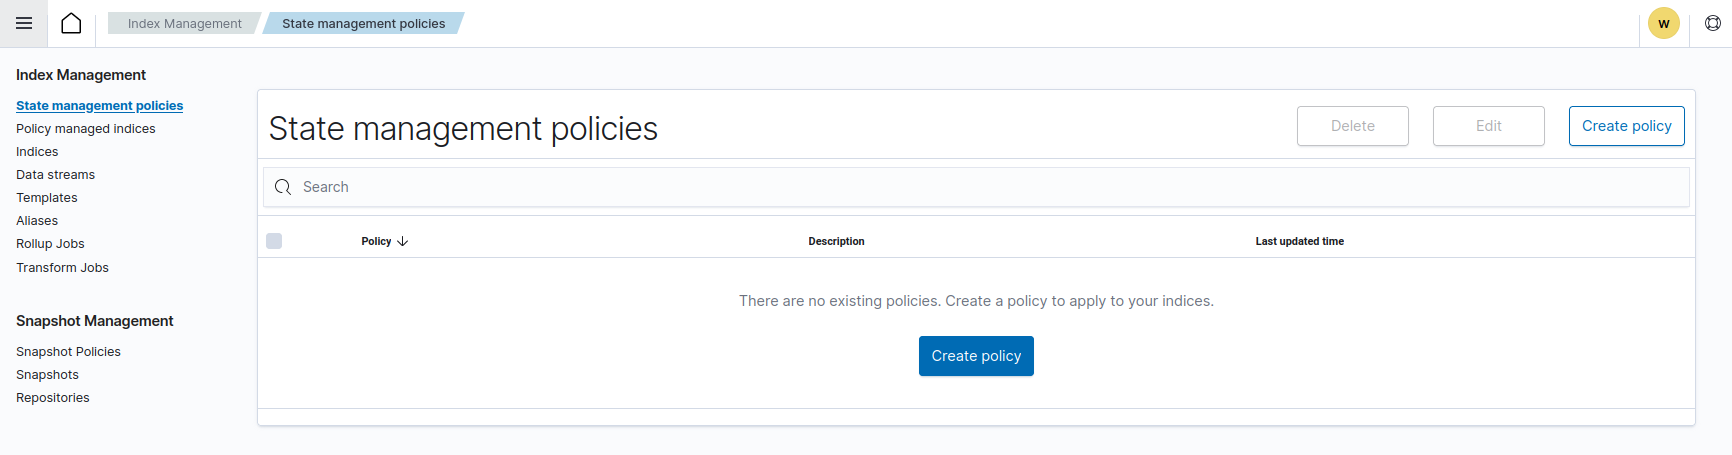 Index Management
State management policies
W
Index Management
State management policies
Policy managed indices
Indices
Data streams
Templates
Aliases
Rollup Jobs
Transform Jobs
Snapshot Management
Snapshot Policies
Snapshots
Repositories
State management policies
Delete
Edit
Create policy
Search
Policy
Description
Last updated time
There are no existing policies. Create a policy to apply to your indices.
Create policy